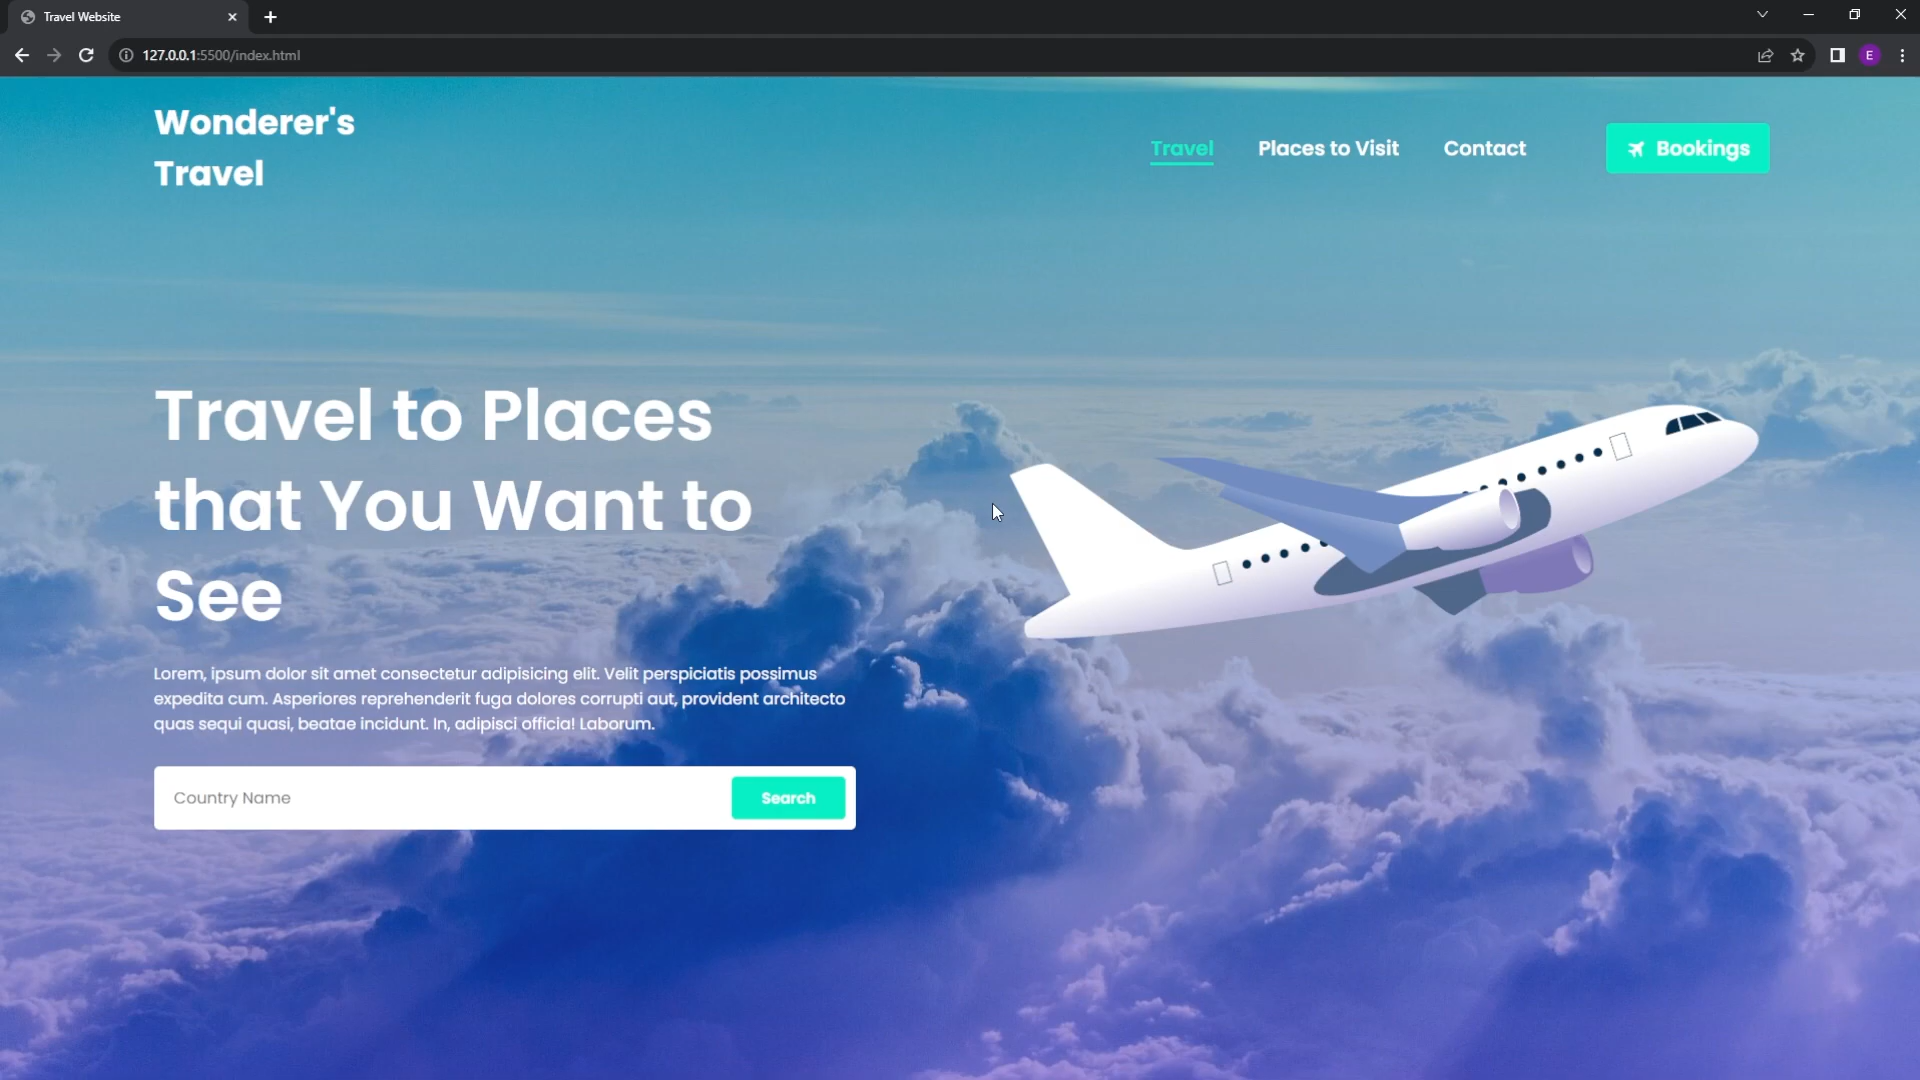 Travel Website
127.0.0.1:5500/index.html
E
Wonderer's
Travel
Travel
Places to Visit
Contact
Bookings
Travel to Places
that You Want to
See
Lorem, ipsum dolor sit amet consectetur adipisicing elit. Velit perspiciatis possimus
expedita cum. Asperiores reprehenderit fuga dolores corrupti aut, provident architecto
quas sequi quasi, beatae incidunt. In, adipisci officia! Laborum.
Country Name
Search